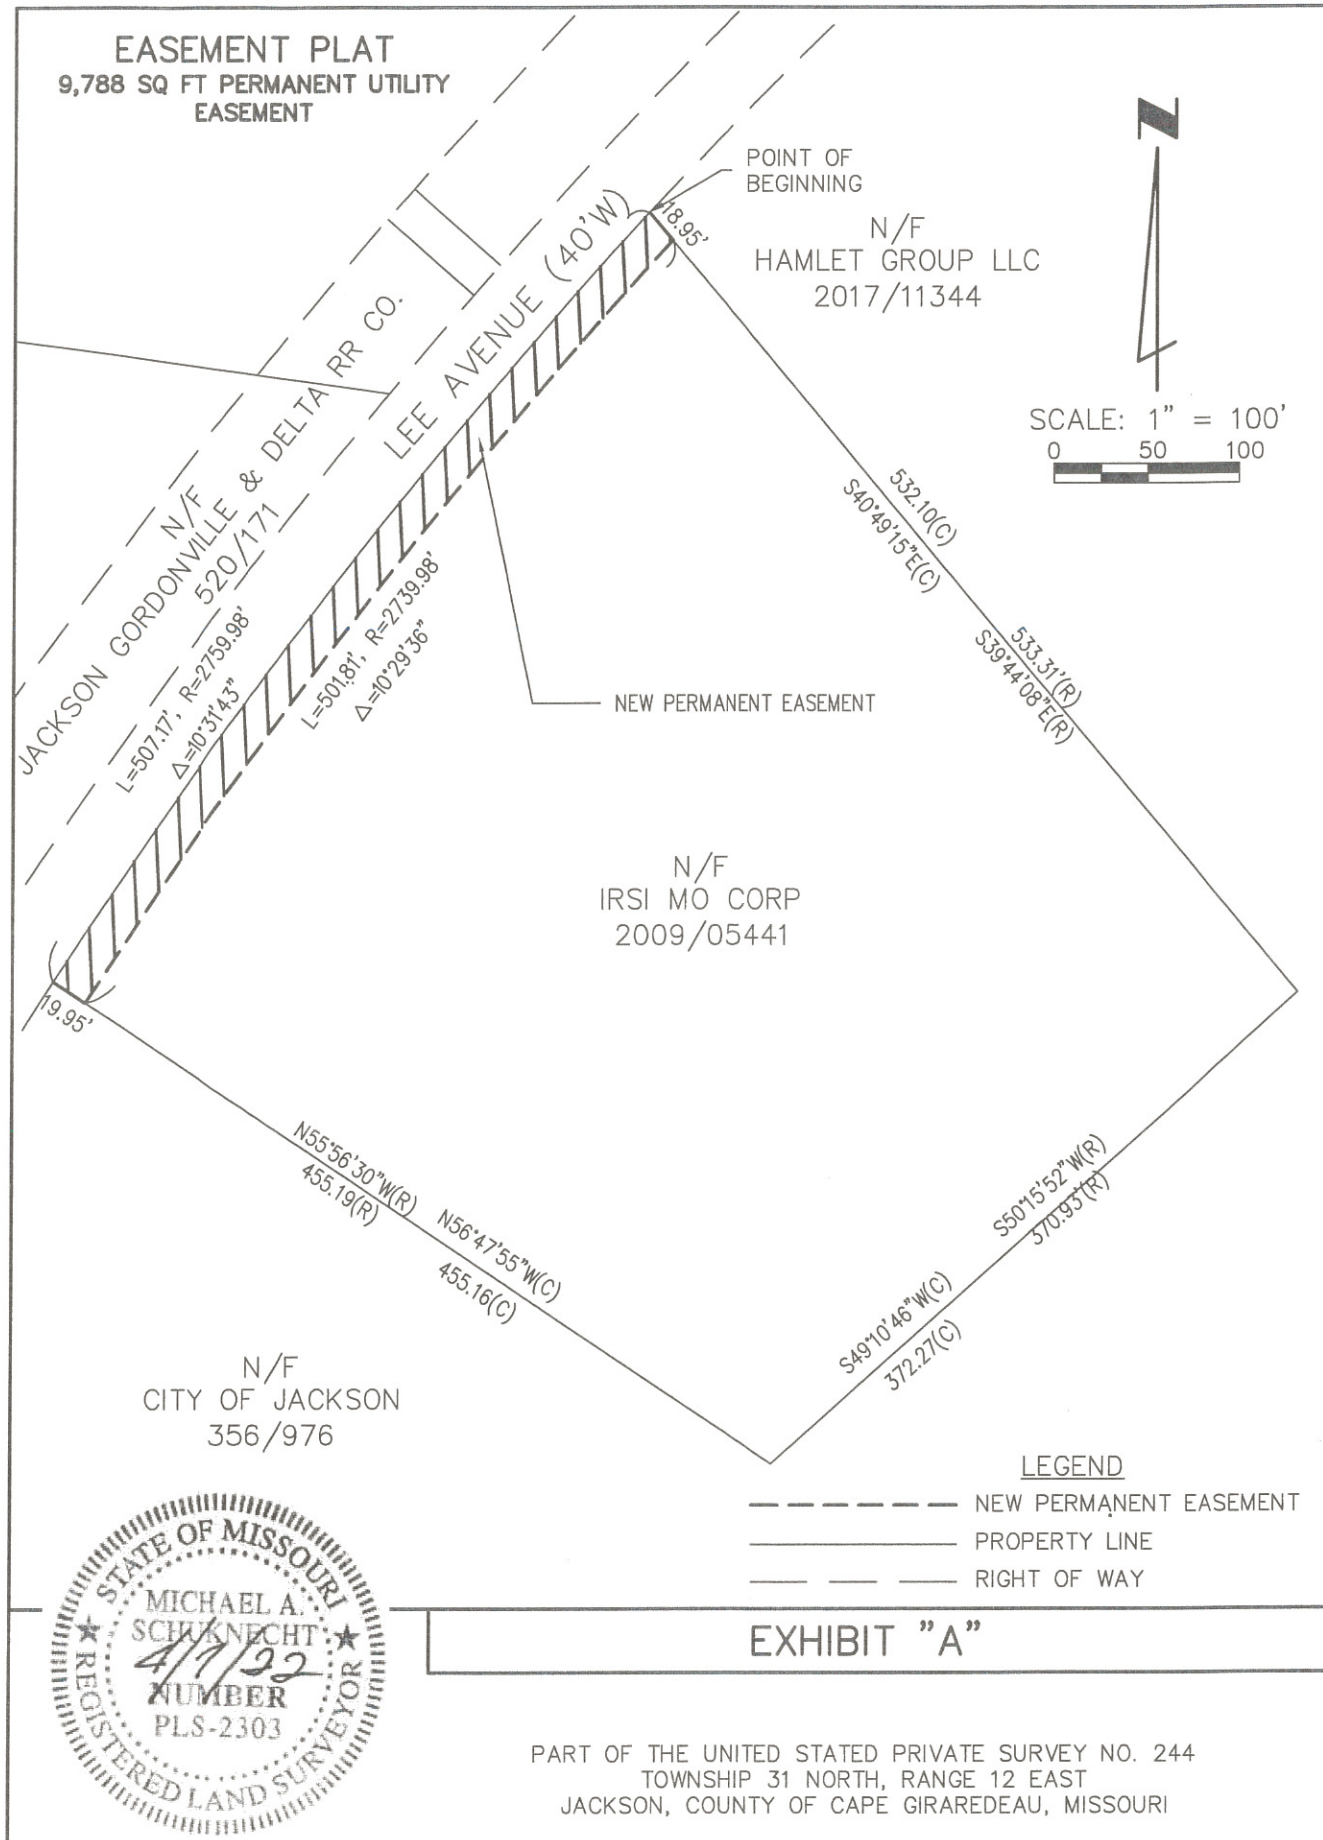 EASEMENT PLAT
9,788 SQ FT PERMANENT UTILITY
EASEMENT
POINT OF
BEGINNING
18.95'
N/F
HAMLET GROUP LLC
2017/11344
SCALE: 1" = 100'
0 50 100
LEE AVENUE (40'W)
N/F
JACKSON GORDONVILLE & DELTA RR CO.
520/171
532.10(C)
S40°49'15"E(C)
533.31'(R)
S39°44'08"E(R)
L=507.17', R=2759.98'
Δ=10°31'43"
L=501.81', R=2739.98'
Δ=10°29'36"
NEW PERMANENT EASEMENT
N/F
IRSI MO CORP
2009/05441
19.95'
N55°56'30"W(R)
455.19(R)
N56°47'55"W(C)
455.16(C)
S50°15'52"W(R)
370.93'(R)
S49°10'46"W(C)
372.27(C)
N/F
CITY OF JACKSON
356/976
LEGEND
NEW PERMANENT EASEMENT
PROPERTY LINE
RIGHT OF WAY
STATE OF MISSOURI
MICHAEL A.
SCHUKNECHT
4/7/22
NUMBER
PLS-2303
REGISTERED LAND SURVEYOR
EXHIBIT "A"
PART OF THE UNITED STATED PRIVATE SURVEY NO. 244
TOWNSHIP 31 NORTH, RANGE 12 EAST
JACKSON, COUNTY OF CAPE GIRAREDEAU, MISSOURI